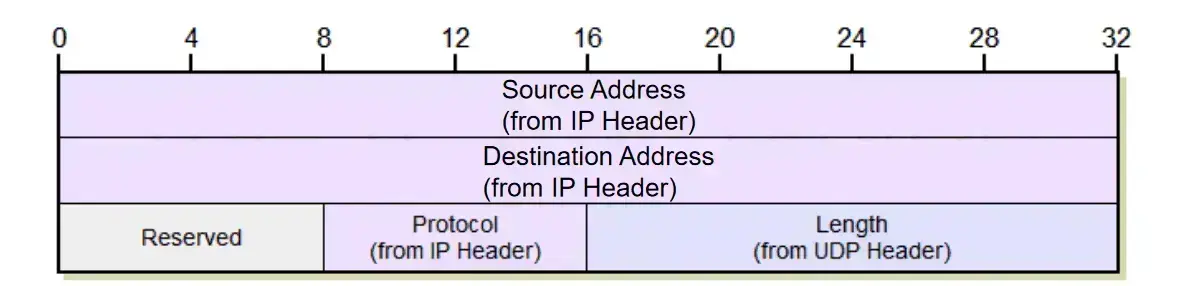 0 4 8 12 16 20 24 28 32
Source Address
(from IP Header)
Destination Address
(from IP Header)
Reserved
Protocol
(from IP Header)
Length
(from UDP Header)